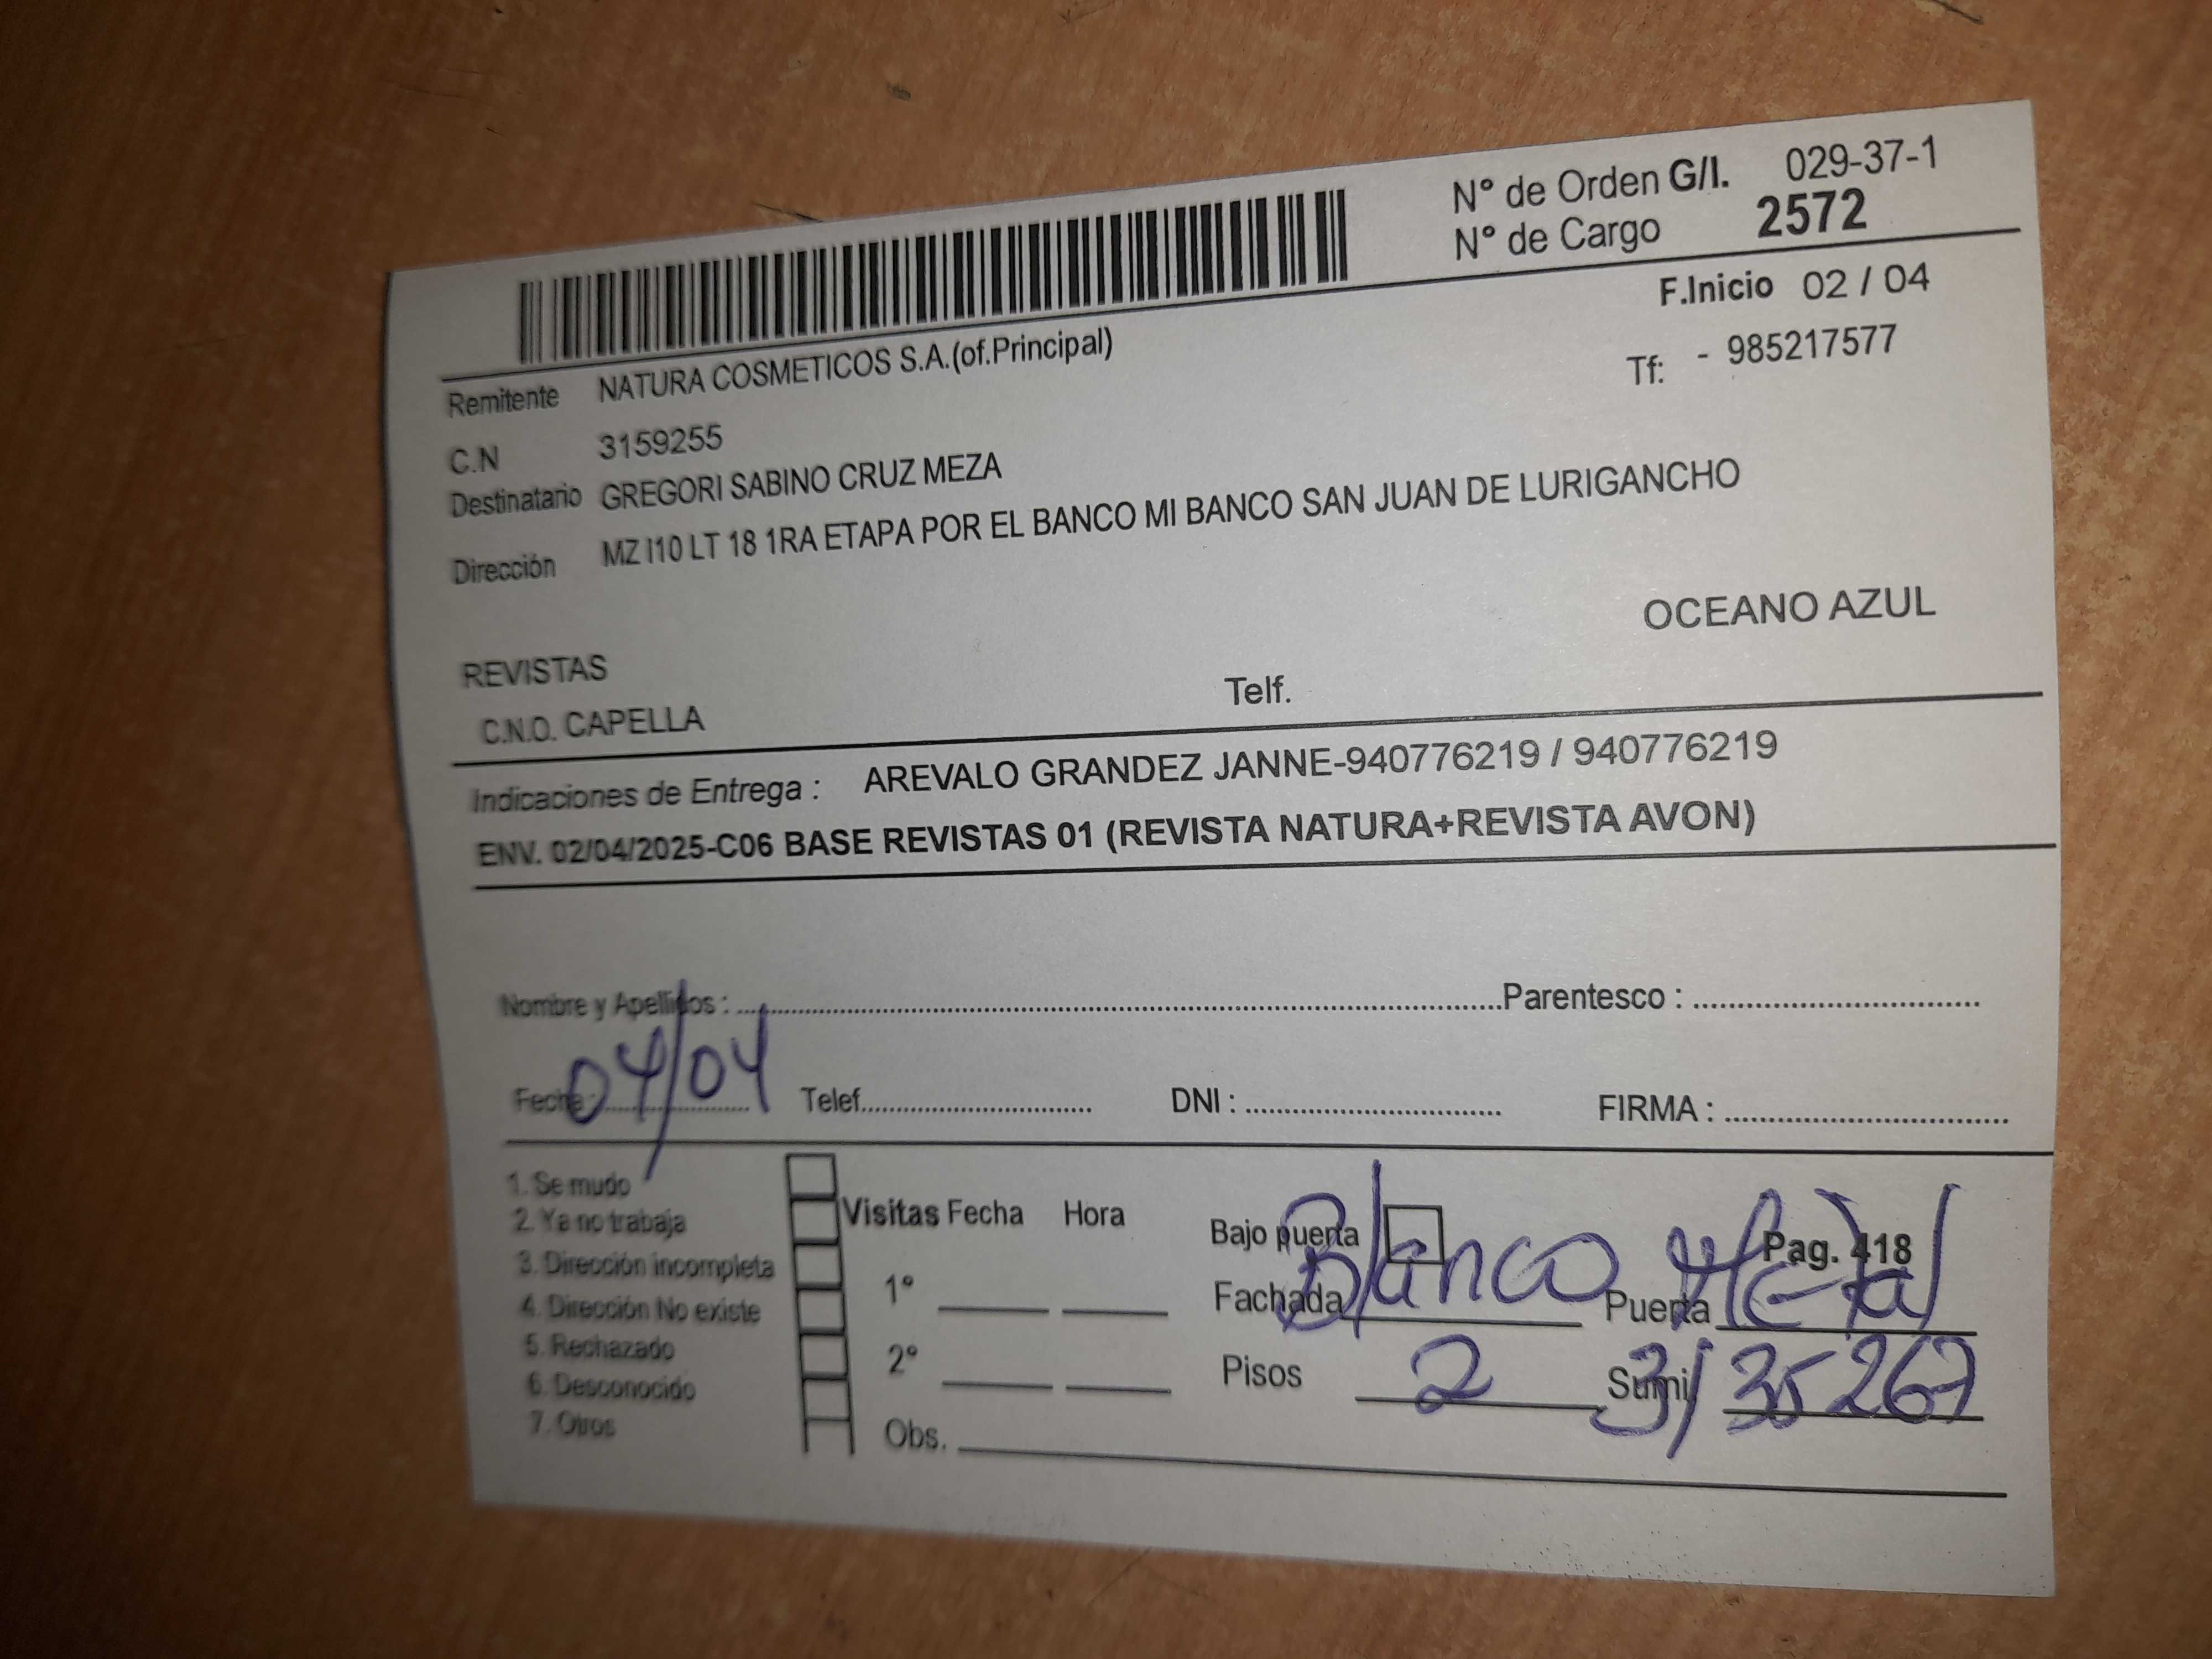 N° de Orden G/I. 029-37-1
N° de Cargo 2572
F.Inicio 02 / 04
Remitente NATURA COSMETICOS S.A.(of.Principal)
Tf: - 985217577
C.N 3159255
Destinatario GREGORI SABINO CRUZ MEZA
Dirección MZ I10 LT 18 1RA ETAPA POR EL BANCO MI BANCO SAN JUAN DE LURIGANCHO
OCEANO AZUL
REVISTAS
C.N.O. CAPELLA Telf.
Indicaciones de Entrega : AREVALO GRANDEZ JANNE-940776219 / 940776219
ENV. 02/04/2025-C06 BASE REVISTAS 01 (REVISTA NATURA+REVISTA AVON)
Nombre y Apellidos : Parentesco :
Fecha : 04/04 Telef. DNI : FIRMA :
1. Se mudo
2. Ya no trabaja
3. Dirección incompleta
4. Dirección No existe
5. Rechazado
6. Desconocido
7. Otros
Visitas Fecha Hora
1°
2°
Obs.
Bajo puerta Pag. 418
Fachada Blanco Puerta Metal
Pisos 2 Sumi 3135267